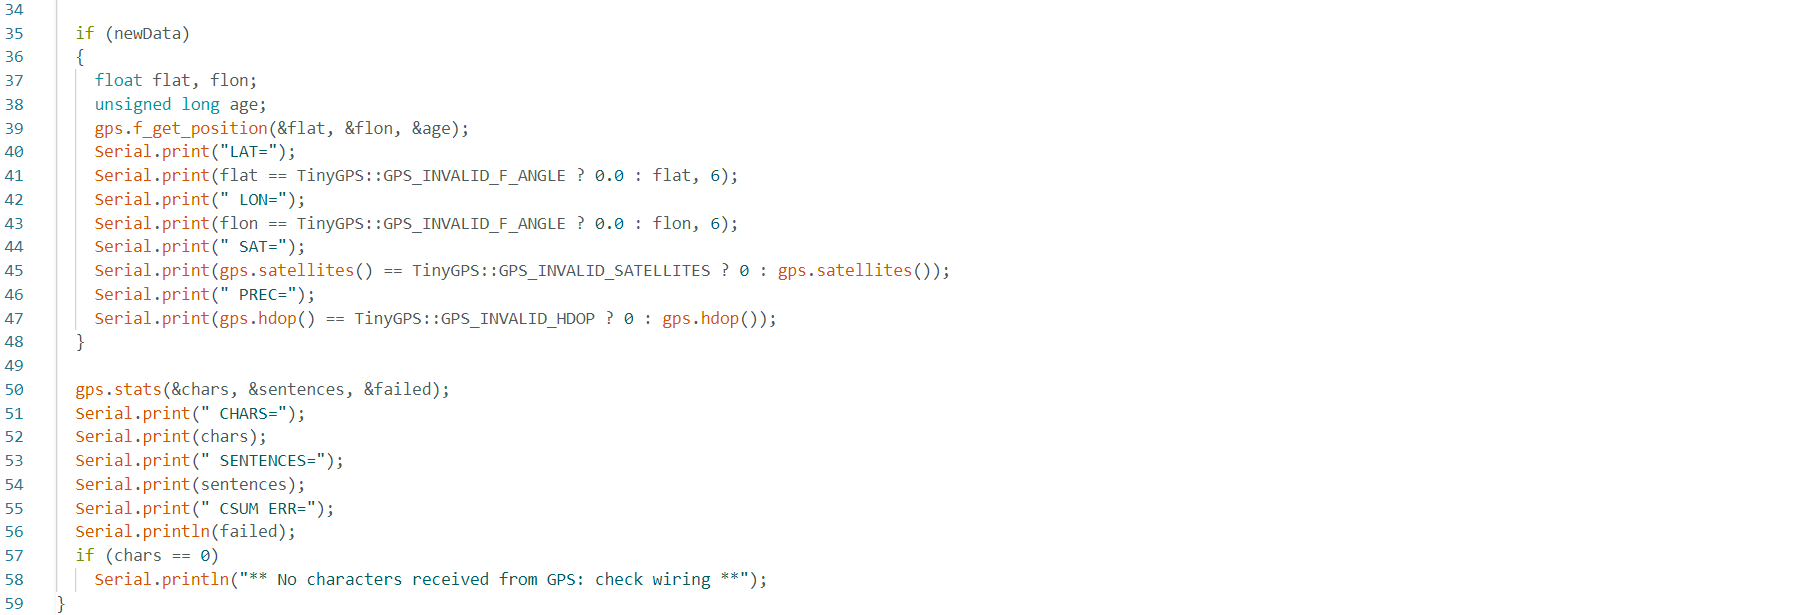 34
35 if (newData)
36 {
37 float flat, flon;
38 unsigned long age;
39 gps.f_get_position(&flat, &flon, &age);
40 Serial.print("LAT=");
41 Serial.print(flat == TinyGPS::GPS_INVALID_F_ANGLE ? 0.0 : flat, 6);
42 Serial.print(" LON=");
43 Serial.print(flon == TinyGPS::GPS_INVALID_F_ANGLE ? 0.0 : flon, 6);
44 Serial.print(" SAT=");
45 Serial.print(gps.satellites() == TinyGPS::GPS_INVALID_SATELLITES ? 0 : gps.satellites());
46 Serial.print(" PREC=");
47 Serial.print(gps.hdop() == TinyGPS::GPS_INVALID_HDOP ? 0 : gps.hdop());
48 }
49
50 gps.stats(&chars, &sentences, &failed);
51 Serial.print(" CHARS=");
52 Serial.print(chars);
53 Serial.print(" SENTENCES=");
54 Serial.print(sentences);
55 Serial.print(" CSUM ERR=");
56 Serial.println(failed);
57 if (chars == 0)
58 Serial.println("** No characters received from GPS: check wiring **");
59 }